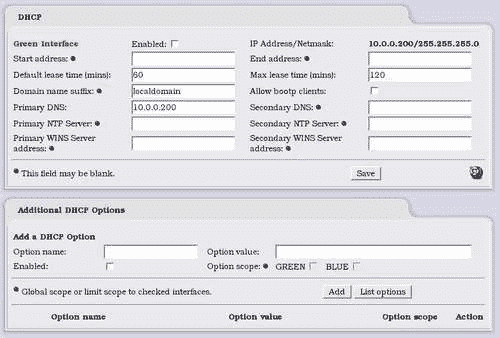 DHCP
Green Interface Enabled: IP Address/Netmask: 10.0.0.200/255.255.255.0
Start address: End address:
Default lease time (mins): 60 Max lease time (mins): 120
Domain name suffix: localdomain Allow bootp clients:
Primary DNS: 10.0.0.200 Secondary DNS:
Primary NTP Server: Secondary NTP Server:
Primary WINS Server Secondary WINS Server
address: address:
This field may be blank. Save
Additional DHCP Options
Add a DHCP Option
Option name: Option value:
Enabled: Option scope: GREEN BLUE
Global scope or limit scope to checked interfaces. Add List options
Option name Option value Option scope Action